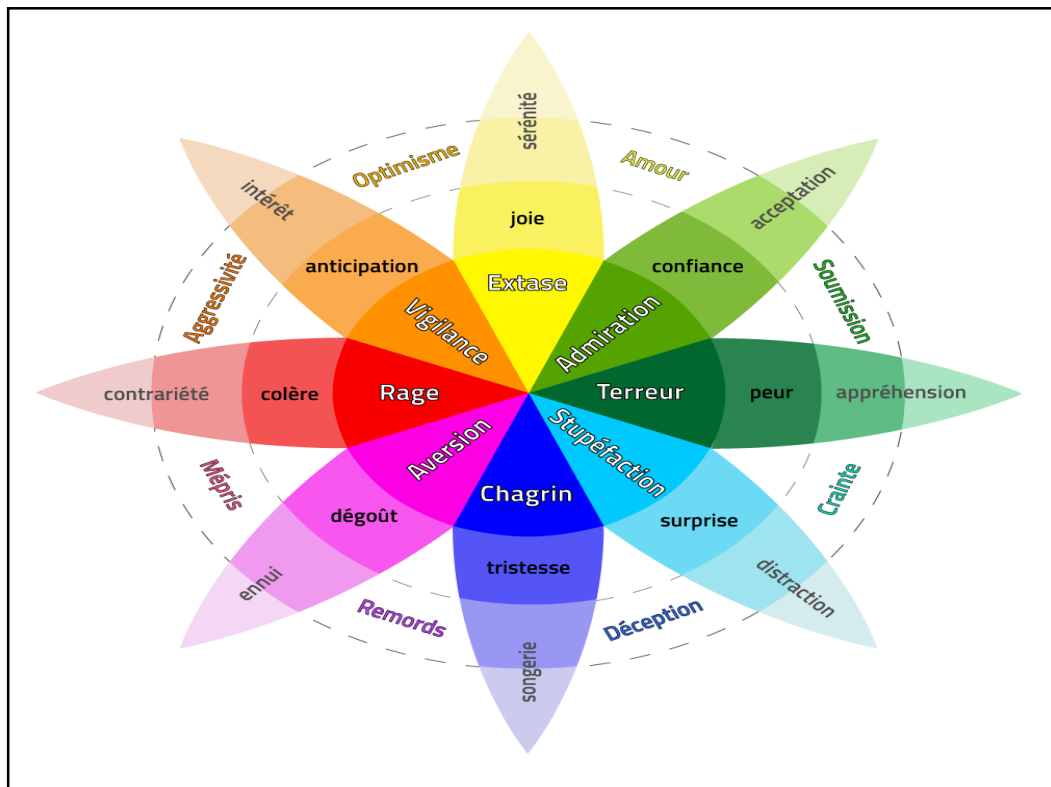 sérénité
Optimisme
Amour
intérêt
acceptation
joie
anticipation
confiance
Aggressivité
Soumission
Extase
Vigilance
Admiration
contrariété
colère
Rage
Terreur
peur
appréhension
Aversion
Stupéfaction
Mépris
Crainte
Chagrin
dégoût
surprise
ennui
tristesse
distraction
Remords
Déception
songerie